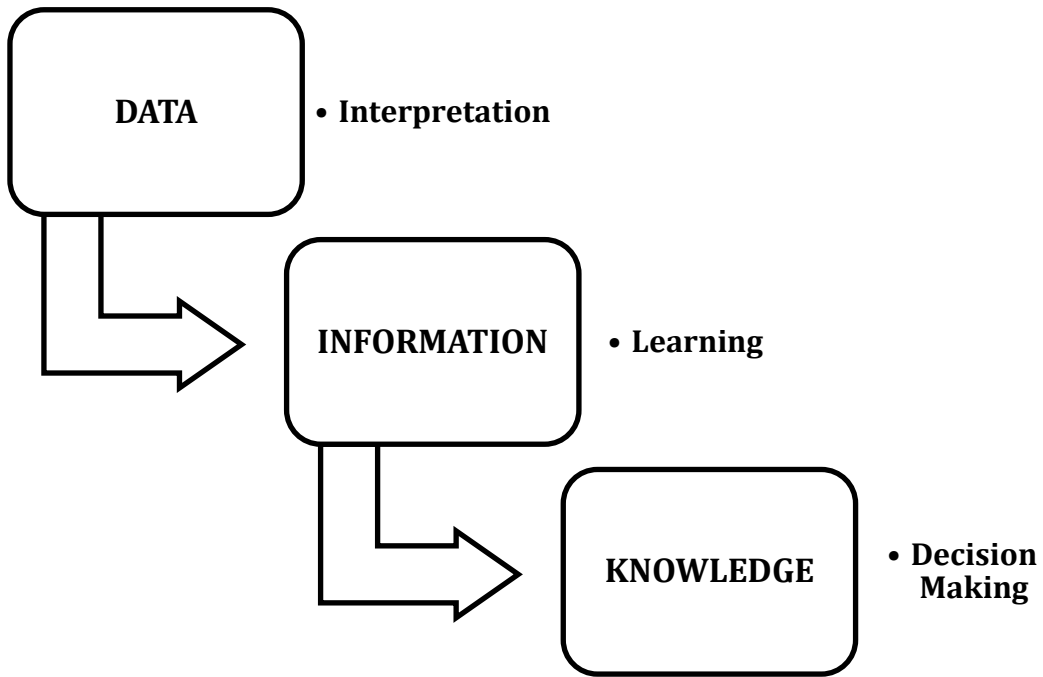 DATA
• Interpretation
INFORMATION
• Learning
KNOWLEDGE
• Decision
Making